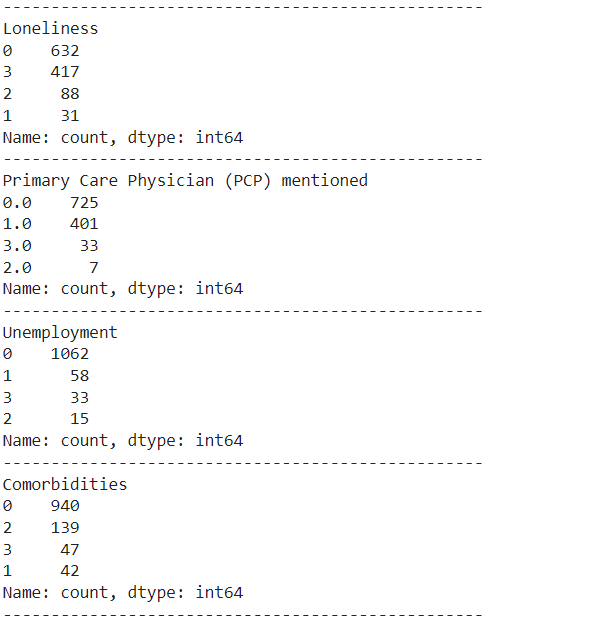 ------------------------------------------------
Loneliness
0    632
3    417
2     88
1     31
Name: count, dtype: int64
------------------------------------------------
Primary Care Physician (PCP) mentioned
0.0    725
1.0    401
3.0     33
2.0      7
Name: count, dtype: int64
------------------------------------------------
Unemployment
0    1062
1      58
3      33
2      15
Name: count, dtype: int64
------------------------------------------------
Comorbidities
0    940
2    139
3     47
1     42
Name: count, dtype: int64
------------------------------------------------